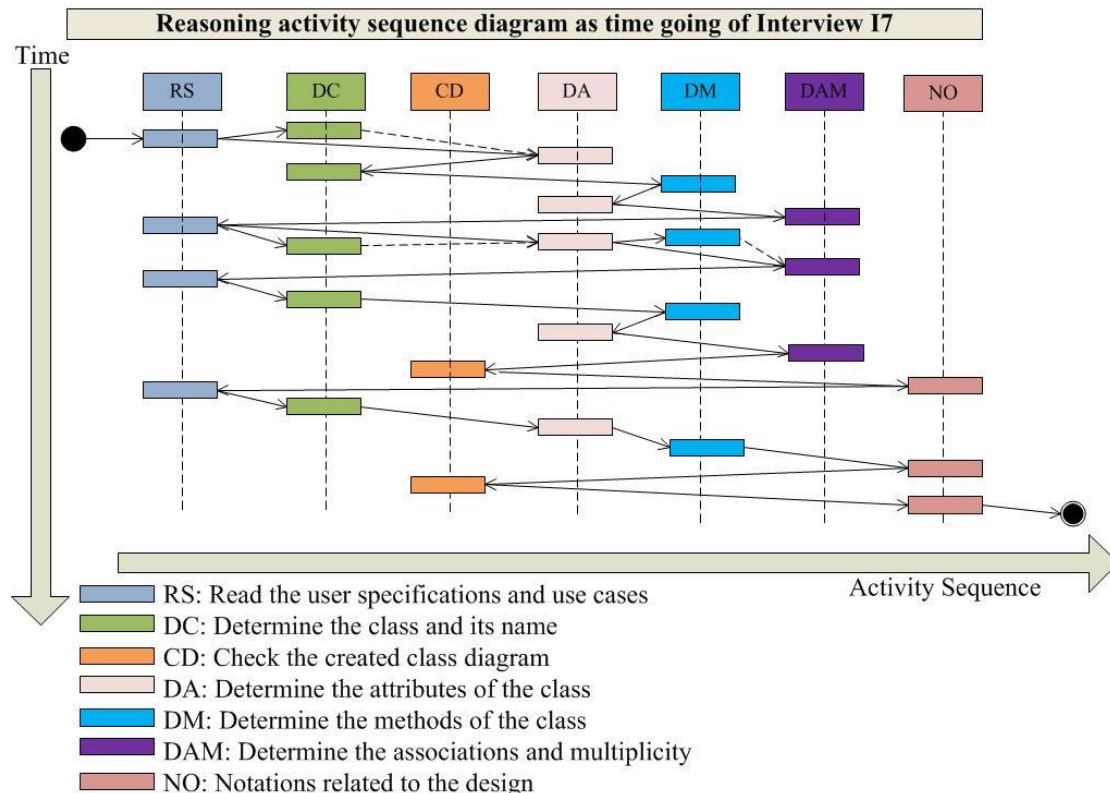 Reasoning activity sequence diagram as time going of Interview I7
Time
RS
DC
CD
DA
DM
DAM
NO
Activity Sequence
RS: Read the user specifications and use cases
DC: Determine the class and its name
CD: Check the created class diagram
DA: Determine the attributes of the class
DM: Determine the methods of the class
DAM: Determine the associations and multiplicity
NO: Notations related to the design